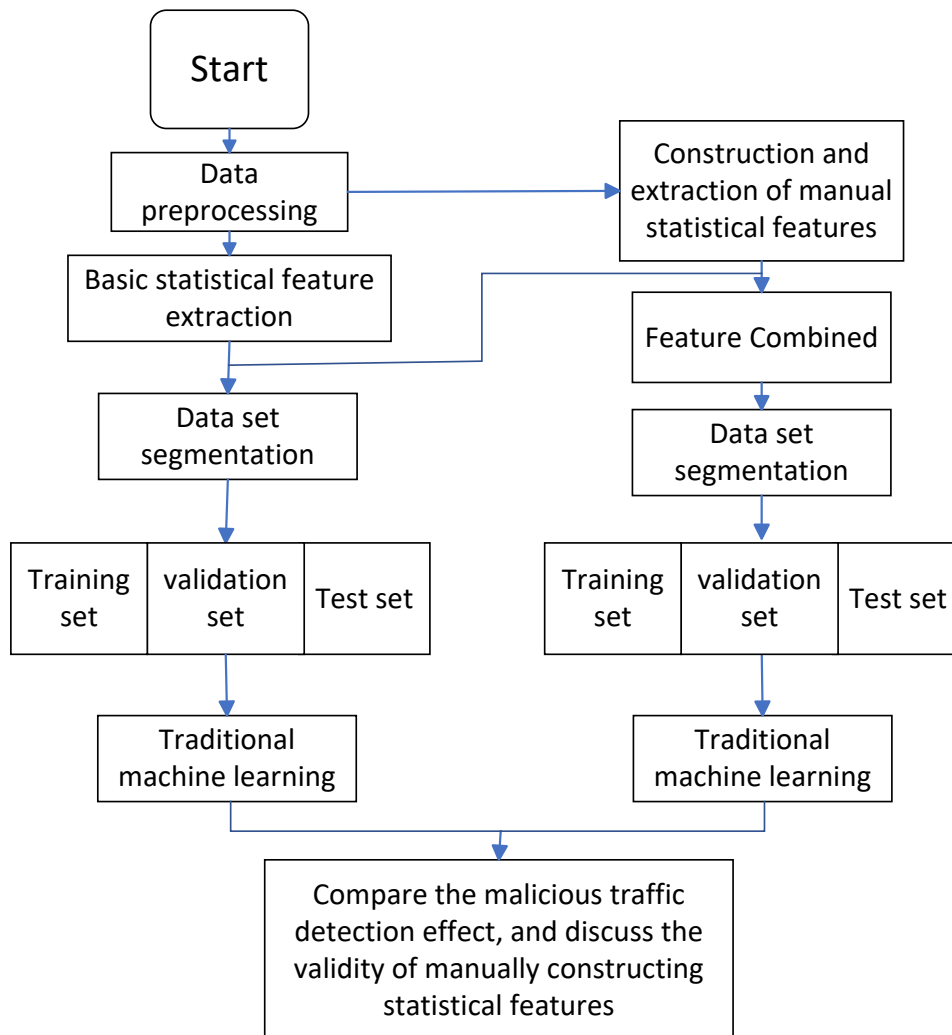 Start
Data
preprocessing
Construction and
extraction of manual
statistical features
Basic statistical feature
extraction
Feature Combined
Data set
segmentation
Data set
segmentation
Training
set
validation
set
Test set
Training
set
validation
set
Test set
Traditional
machine learning
Traditional
machine learning
Compare the malicious traffic
detection effect, and discuss the
validity of manually constructing
statistical features